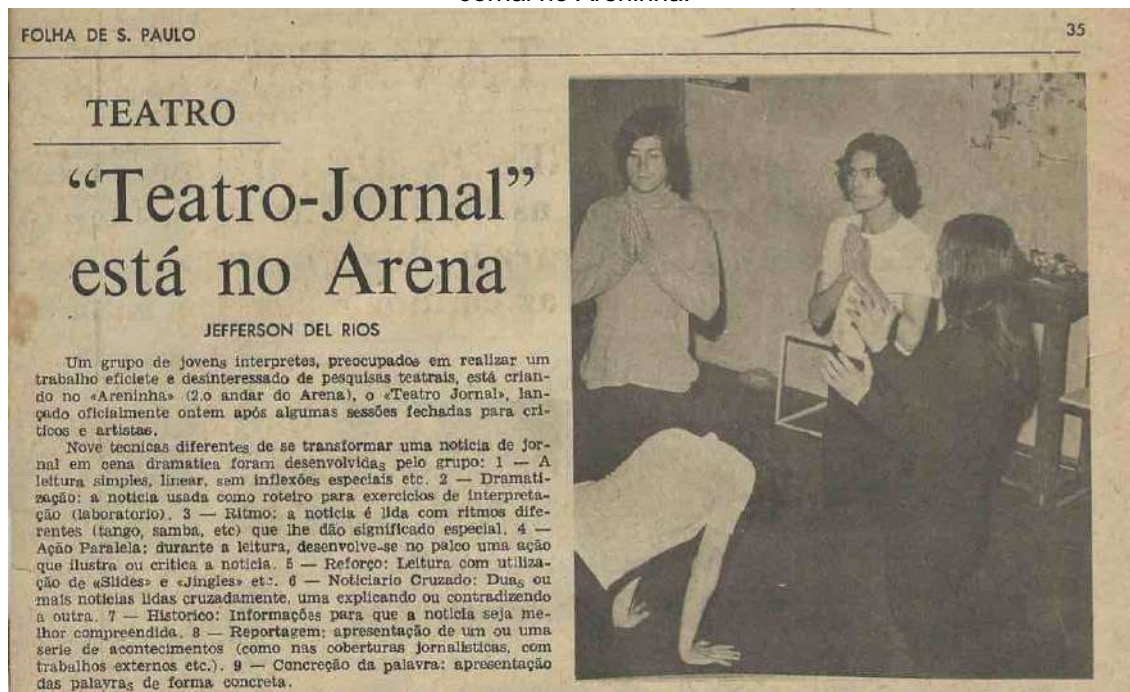 Jornal no Areninha.
FOLHA DE S. PAULO
35
TEATRO
“Teatro-Jornal”
está no Arena
JEFFERSON DEL RIOS
Um grupo de jovens interpretes, preocupados em realizar um
trabalho eficiete e desinteressado de pesquisas teatrais, está crian-
do no «Areninha» (2.o andar do Arena), o «Teatro Jornal», lan-
çado oficialmente ontem após algumas sessões fechadas para crí-
ticos e artistas.
Nove tecnicas diferentes de se transformar uma noticia de jor-
nal em cena dramatica foram desenvolvidas pelo grupo: 1 — A
leitura simples, linear, sem inflexões especiais etc. 2 — Dramati-
zação: a noticia usada como roteiro para exercicios de interpreta-
ção (laboratorio). 3 — Ritmo: a noticia é lida com ritmos dife-
rentes (tango, samba, etc) que lhe dão significado especial. 4 —
Ação Paralela: durante a leitura, desenvolve-se no palco uma ação
que ilustra ou critica a noticia. 5 — Reforço: Leitura com utiliza-
ção de «Slides» e «Jingles» etc. 6 — Noticiario Cruzado: Duas ou
mais noticias lidas cruzadamente, uma explicando ou contradizendo
a outra. 7 — Historico: Informações para que a noticia seja me-
lhor compreendida. 8 — Reportagem: apresentação de um ou uma
serie de acontecimentos (como nas coberturas jornalísticas, com
trabalhos externos etc.). 9 — Concreção da palavra: apresentação
das palavras de forma concreta.